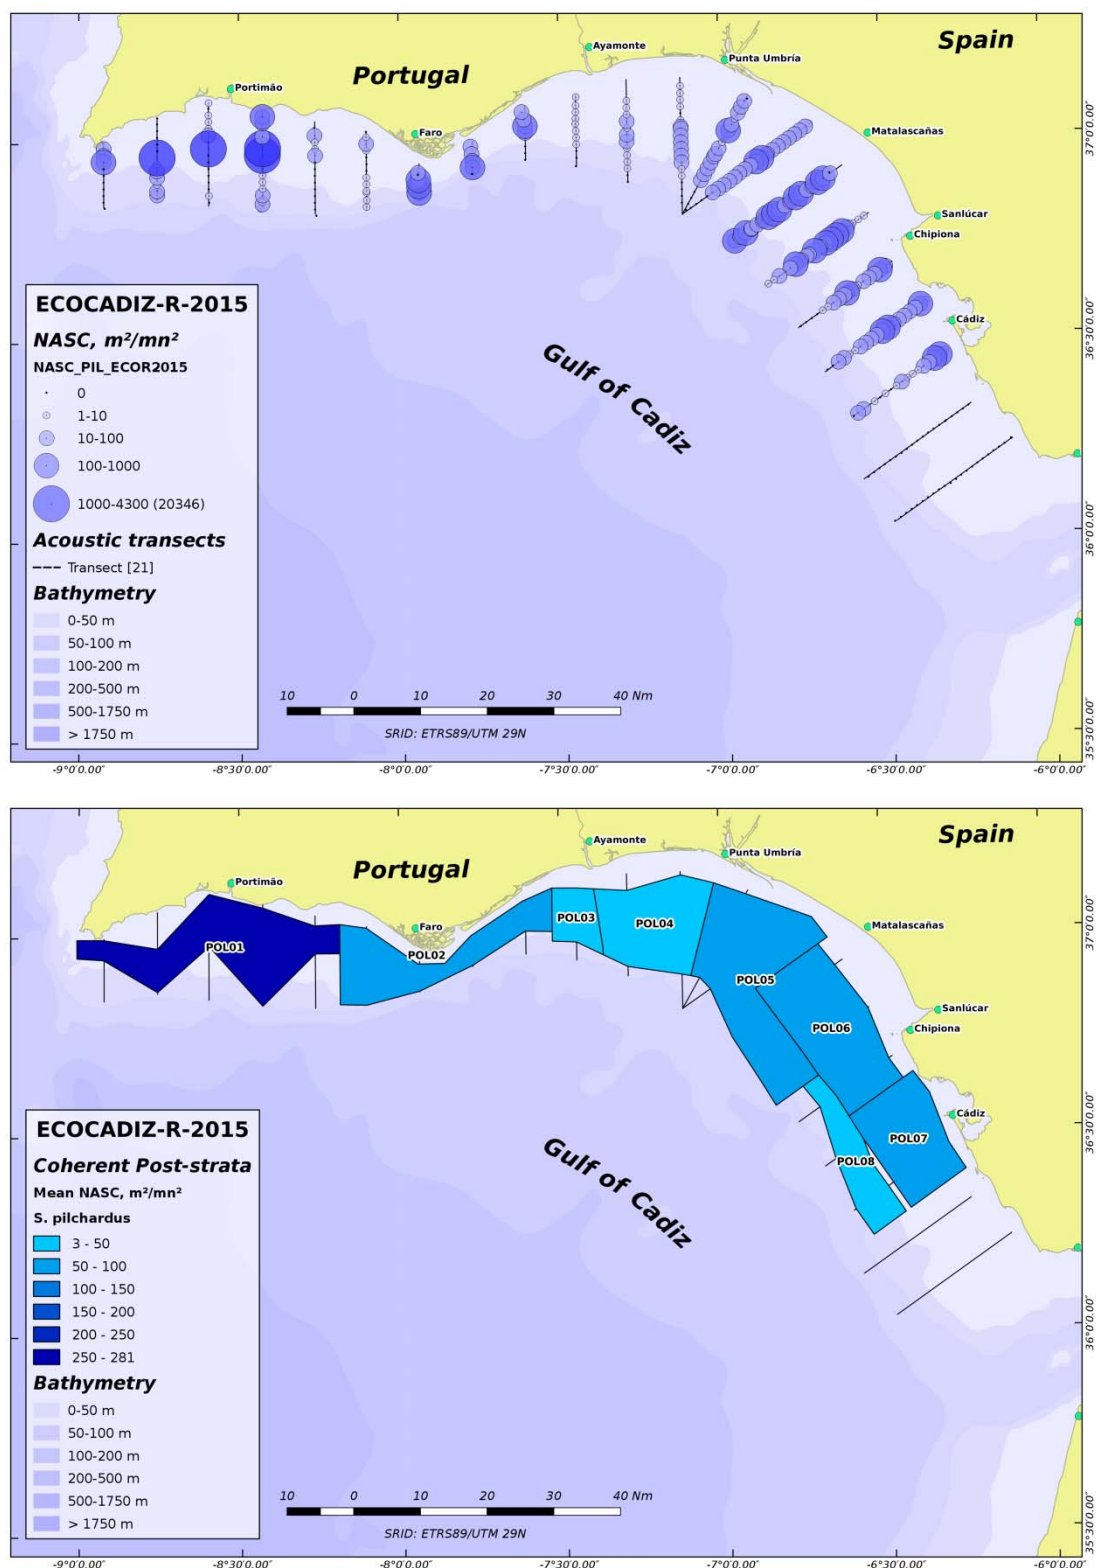 Spain
Portugal
Ayamonte
Punta Umbría
Portimão
Faro
Matalascañas
Sanlúcar
Chipiona
Cádiz
Gulf of Cadiz
ECOCADIZ-R-2015
NASC, m²/mn²
NASC_PIL_ECOR2015
0
1-10
10-100
100-1000
1000-4300 (20346)
Acoustic transects
Transect [21]
Bathymetry
0-50 m
50-100 m
100-200 m
200-500 m
500-1750 m
> 1750 m
10 0 10 20 30 40 Nm
SRID: ETRS89/UTM 29N
37°0'0.00"
36°30'0.00"
36°0'0.00"
35°30'0.00"
-9°0'0.00" -8°30'0.00" -8°0'0.00" -7°30'0.00" -7°0'0.00" -6°30'0.00" -6°0'0.00"
Spain
Portugal
Ayamonte
Punta Umbría
Portimão
Faro
Matalascañas
Sanlúcar
Chipiona
Cádiz
POL01
POL02
POL03
POL04
POL05
POL06
POL07
POL08
Gulf of Cadiz
ECOCADIZ-R-2015
Coherent Post-strata
Mean NASC, m²/mn²
S. pilchardus
3 - 50
50 - 100
100 - 150
150 - 200
200 - 250
250 - 281
Bathymetry
0-50 m
50-100 m
100-200 m
200-500 m
500-1750 m
> 1750 m
10 0 10 20 30 40 Nm
SRID: ETRS89/UTM 29N
37°0'0.00"
36°30'0.00"
36°0'0.00"
35°30'0.00"
-9°0'0.00" -8°30'0.00" -8°0'0.00" -7°30'0.00" -7°0'0.00" -6°30'0.00" -6°0'0.00"